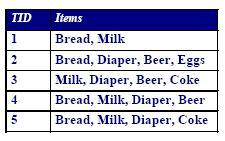 TID Items
1 Bread, Milk
2 Bread, Diaper, Beer, Eggs
3 Milk, Diaper, Beer, Coke
4 Bread, Milk, Diaper, Beer
5 Bread, Milk, Diaper, Coke